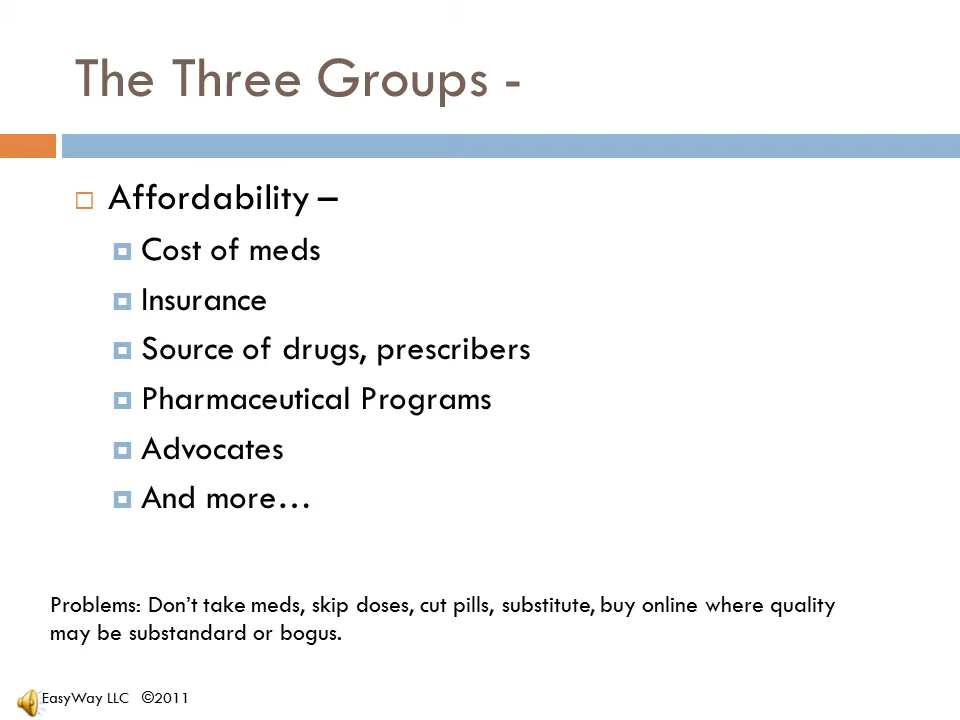 The Three Groups -
Affordability –
Cost of meds
Insurance
Source of drugs, prescribers
Pharmaceutical Programs
Advocates
And more…
Problems: Don’t take meds, skip doses, cut pills, substitute, buy online where quality
may be substandard or bogus.
EasyWay LLC ©2011